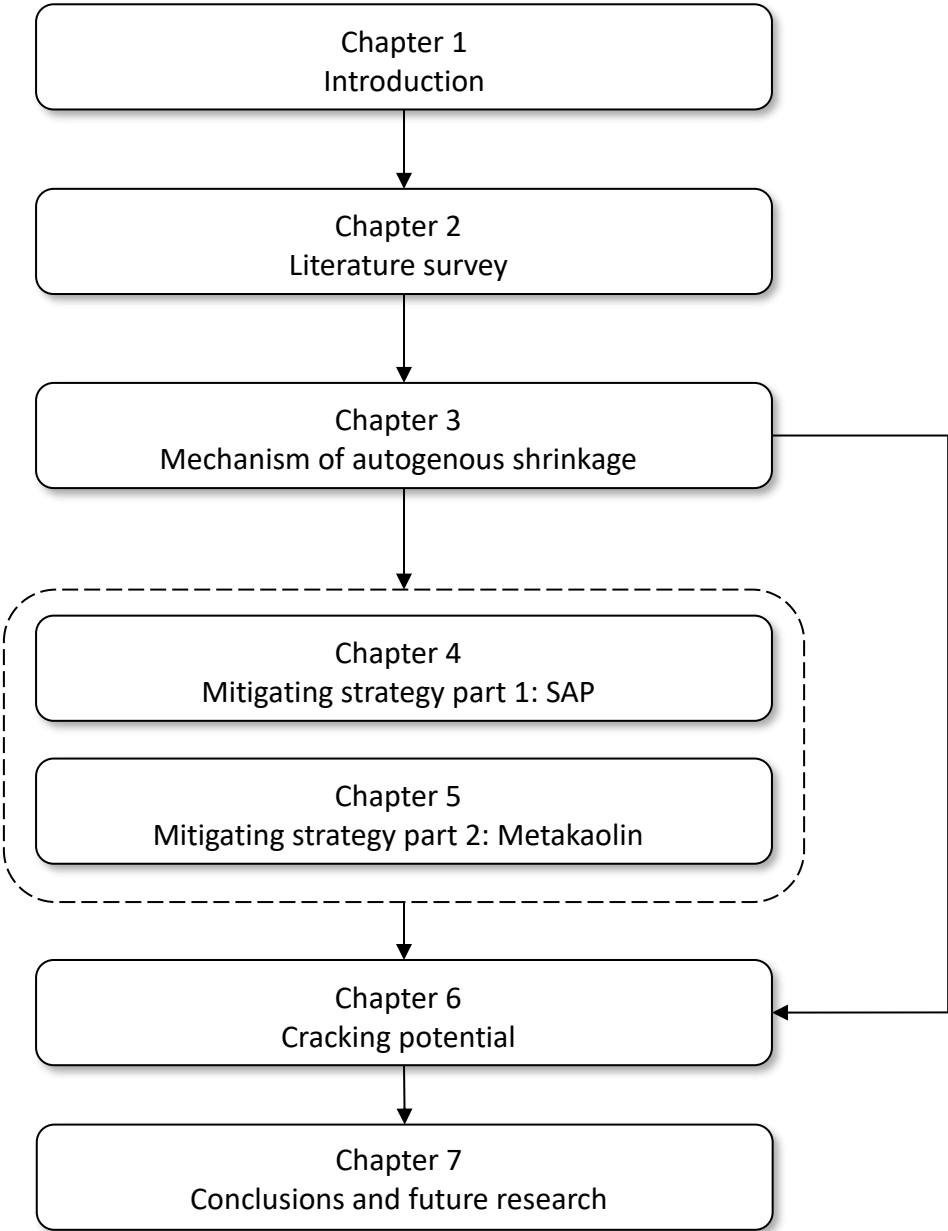 Chapter 1
Introduction
Chapter 2
Literature survey
Chapter 3
Mechanism of autogenous shrinkage
Chapter 4
Mitigating strategy part 1: SAP
Chapter 5
Mitigating strategy part 2: Metakaolin
Chapter 6
Cracking potential
Chapter 7
Conclusions and future research